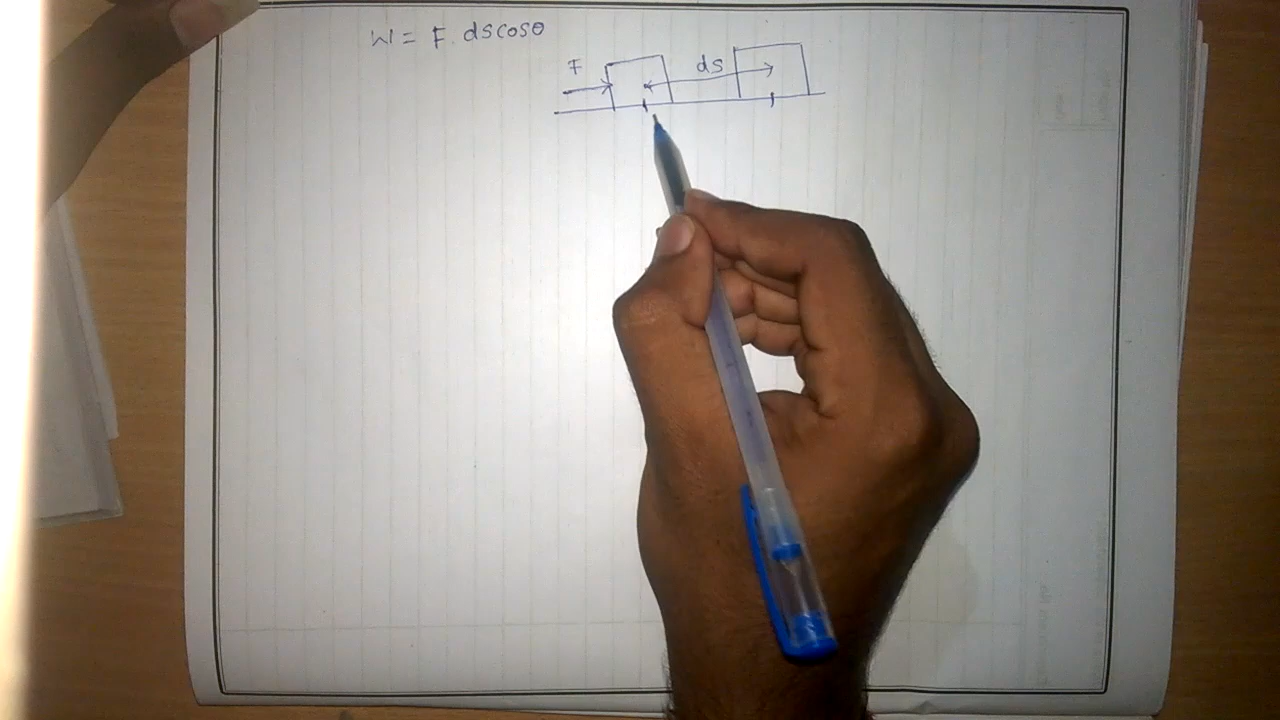 W = F. dscosθ
F
ds